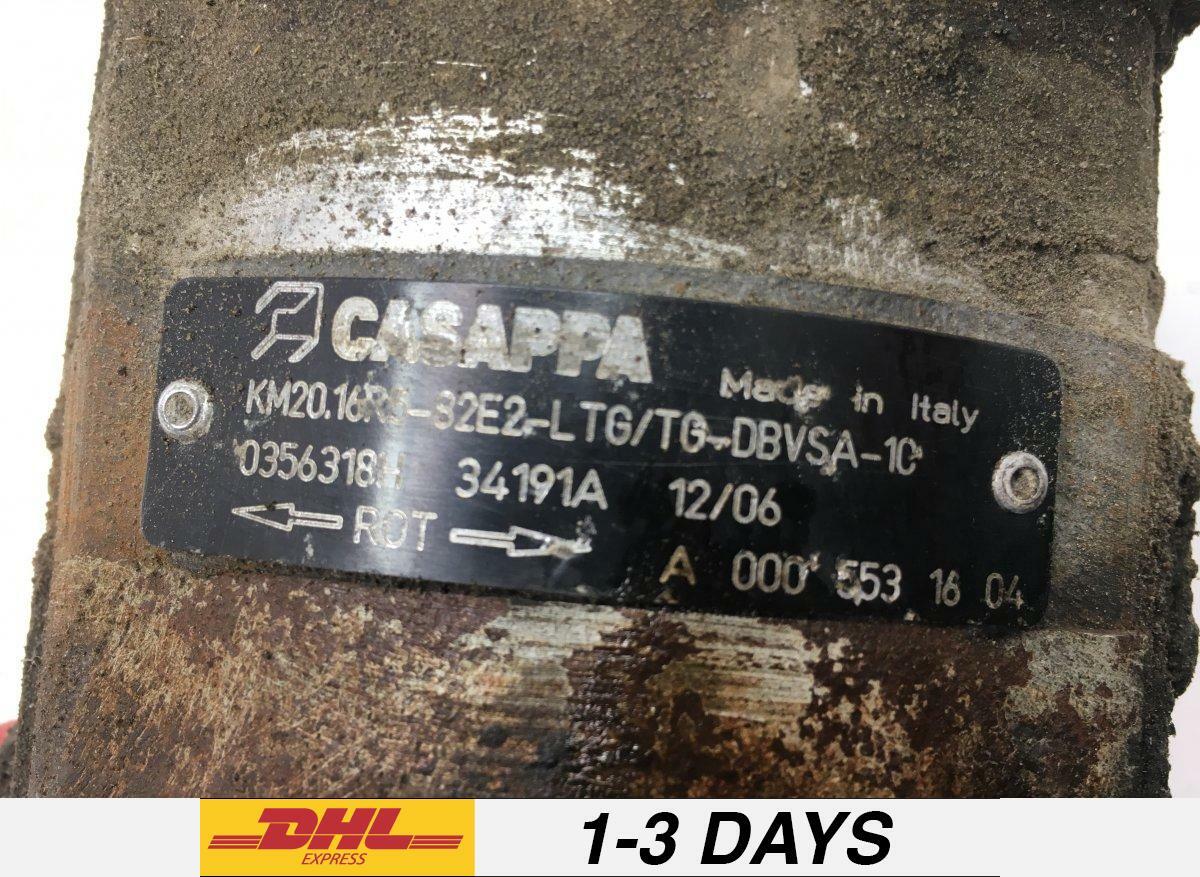 CASAPPA
Made in Italy
KM20.16R0-82E2-LTG/TG-DBVSA-10
0356318H 34191A 12/06
ROT
A 000 553 16 04
DHL
EXPRESS
1-3 DAYS